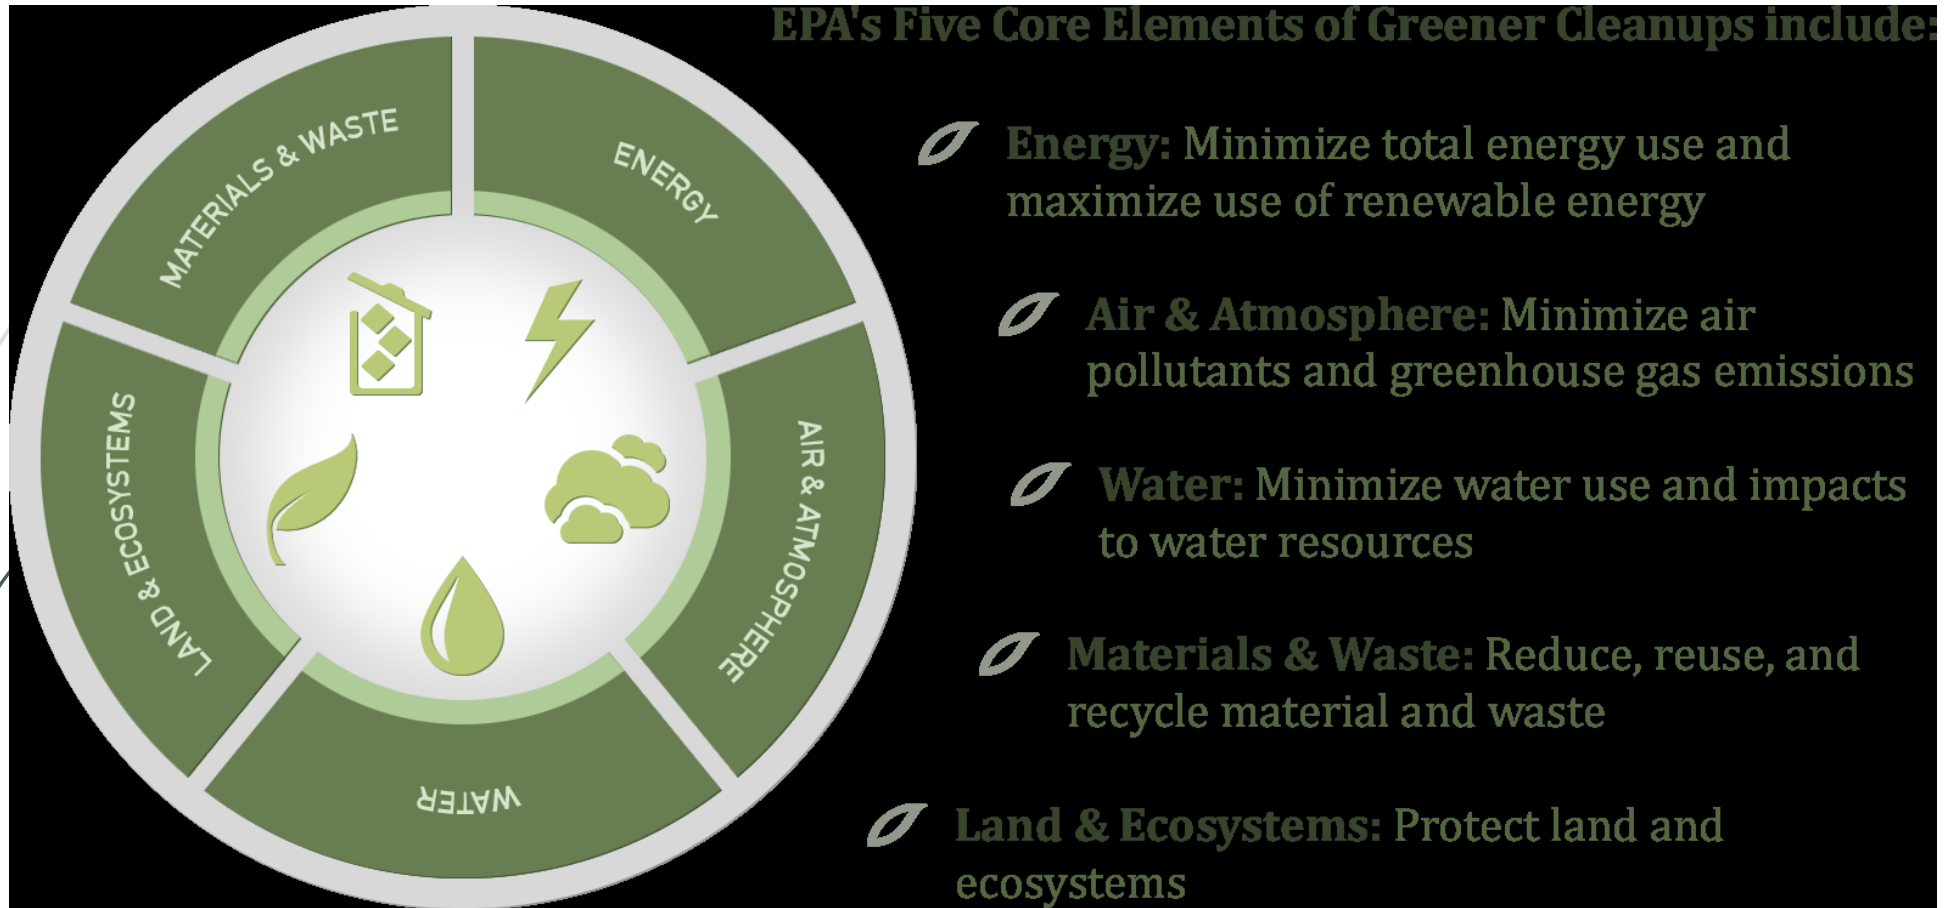 EPA's Five Core Elements of Greener Cleanups include:
MATERIALS & WASTE
ENERGY
AIR & ATMOSPHERE
WATER
LAND & ECOSYSTEMS
Energy: Minimize total energy use and
maximize use of renewable energy
Air & Atmosphere: Minimize air
pollutants and greenhouse gas emissions
Water: Minimize water use and impacts
to water resources
Materials & Waste: Reduce, reuse, and
recycle material and waste
Land & Ecosystems: Protect land and
ecosystems